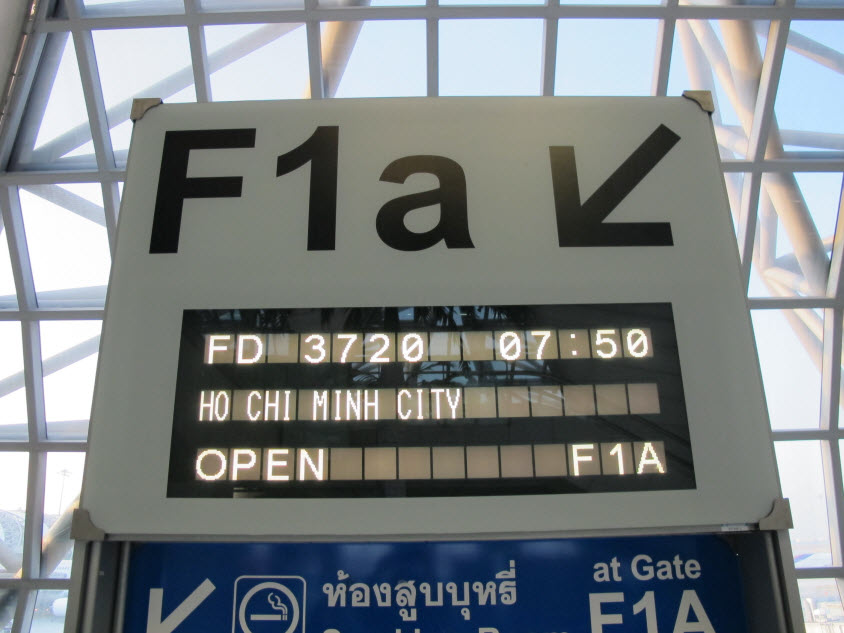 F1a
FD 3720 07:50
HO CHI MINH CITY
OPEN F1A
ห้องสูบบุหรี่
at Gate
F1A